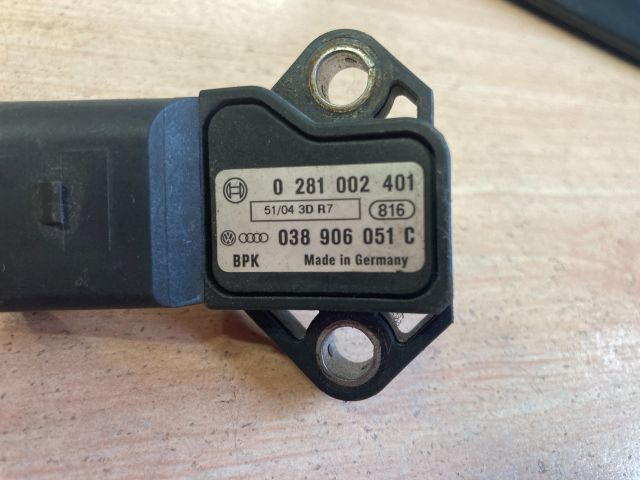 0 281 002 401
51/04 3D R7 816
038 906 051 C
BPK Made in Germany